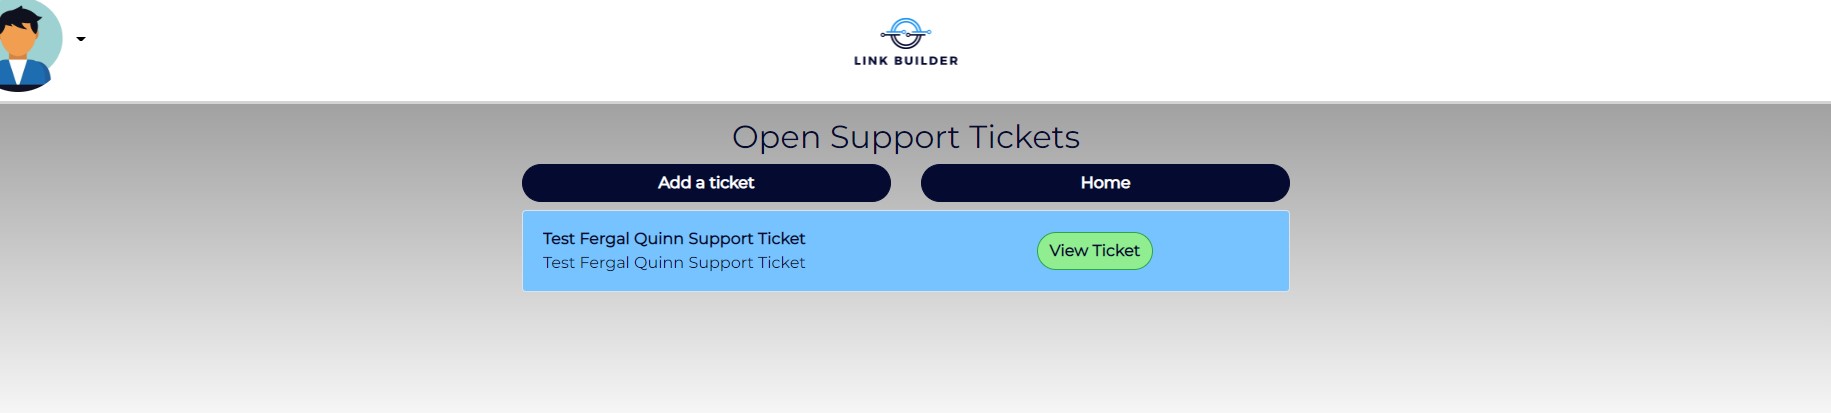 LINK BUILDER
Open Support Tickets
Add a ticket
Home
Test Fergal Quinn Support Ticket
Test Fergal Quinn Support Ticket
View Ticket